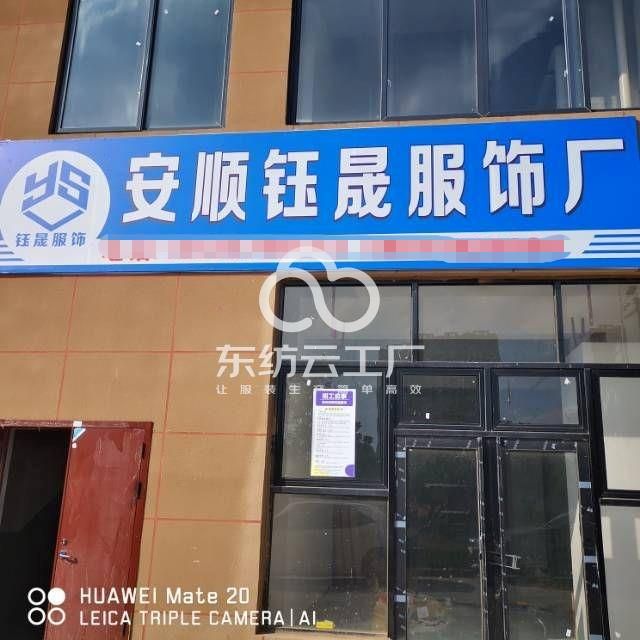 YS
钰晟服饰
安顺钰晟服饰厂
东纺云工厂
让服装生产简单高效
招工启事
HUAWEI Mate 20
LEICA TRIPLE CAMERA | AI